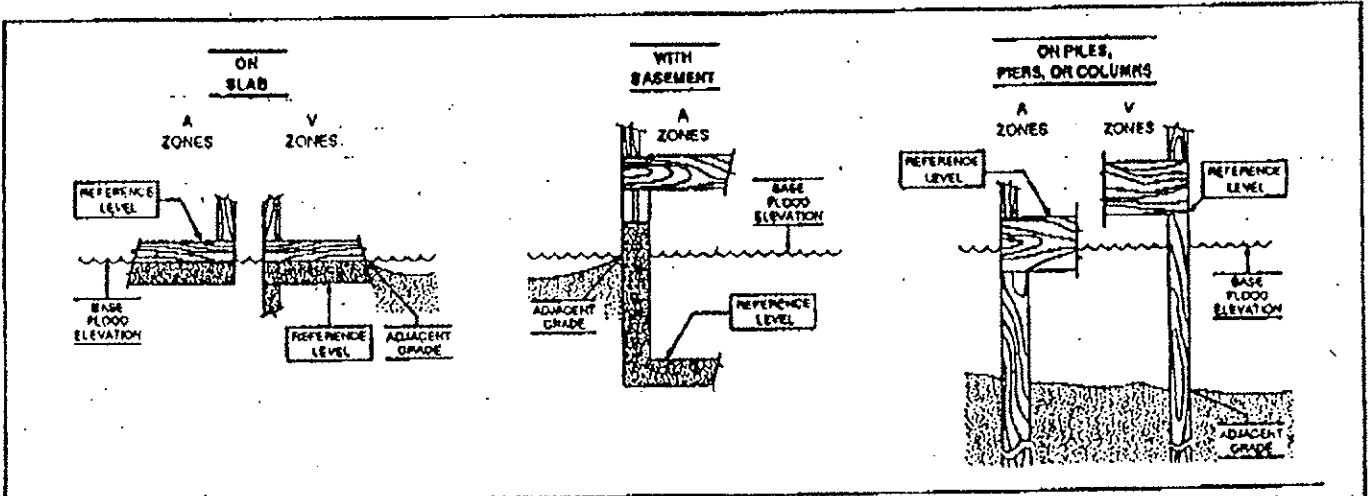 ON
SLAB
A
ZONES
V
ZONES
REFERENCE
LEVEL
BASE
FLOOD
ELEVATION
REFERENCE
LEVEL
ADJACENT
GRADE
WITH
BASEMENT
A
ZONES
BASE
FLOOD
ELEVATION
ADJACENT
GRADE
REFERENCE
LEVEL
ON PILES,
PIERS, OR COLUMNS
A
ZONES
V
ZONES
REFERENCE
LEVEL
REFERENCE
LEVEL
BASE
FLOOD
ELEVATION
ADJACENT
GRADE